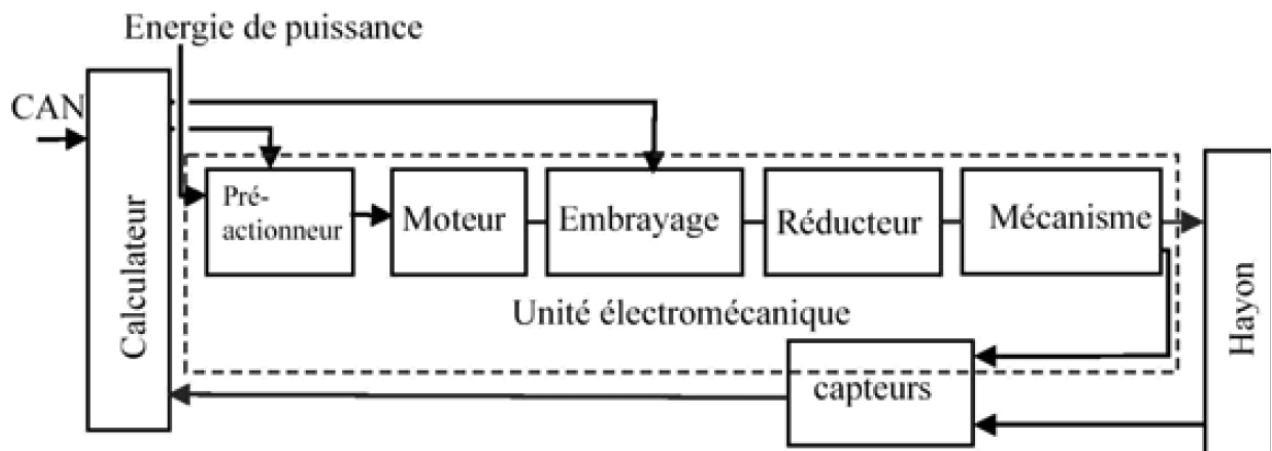 Energie de puissance
CAN
Calculateur
Pré-
actionneur
Moteur
Embrayage
Réducteur
Mécanisme
Unité électromécanique
capteurs
Hayon